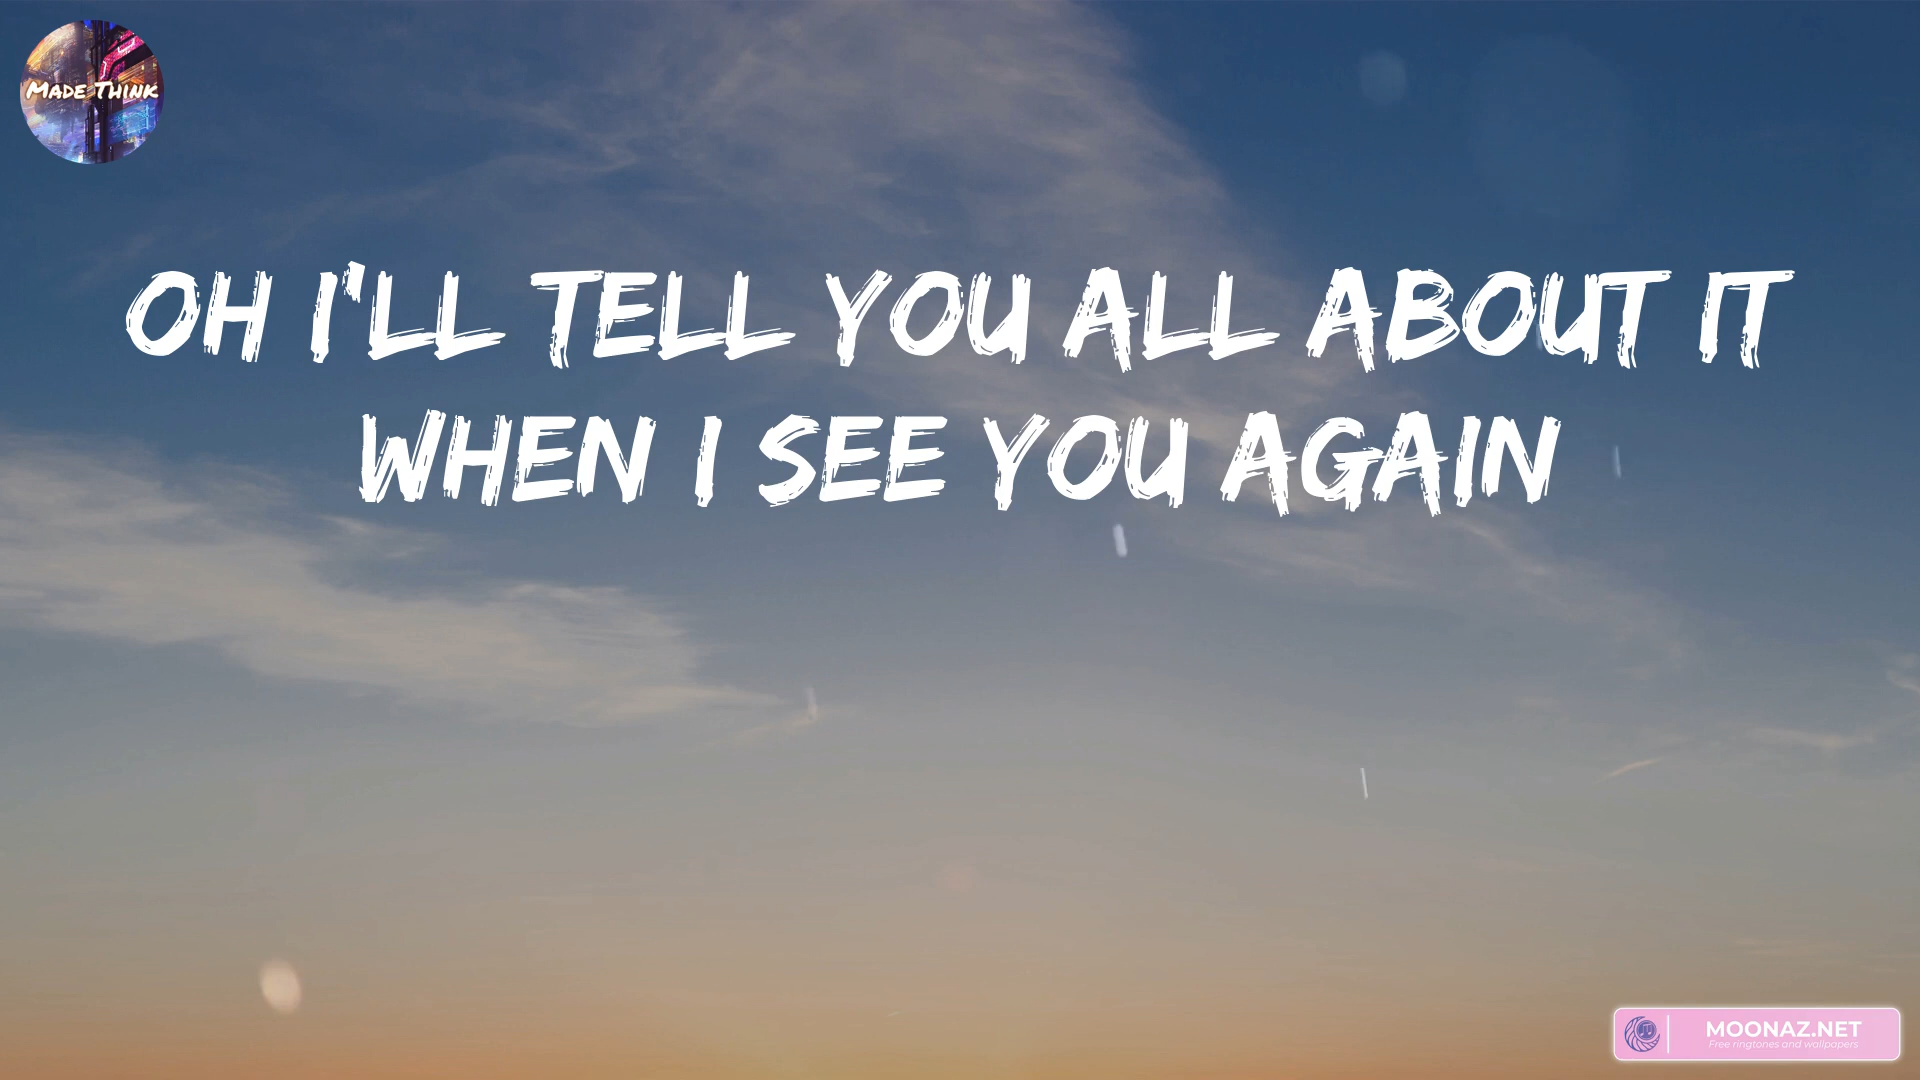 Made Think
OH I'LL TELL YOU ALL ABOUT IT
WHEN I SEE YOU AGAIN
MOONAZ.NET
Free ringtones and wallpapers